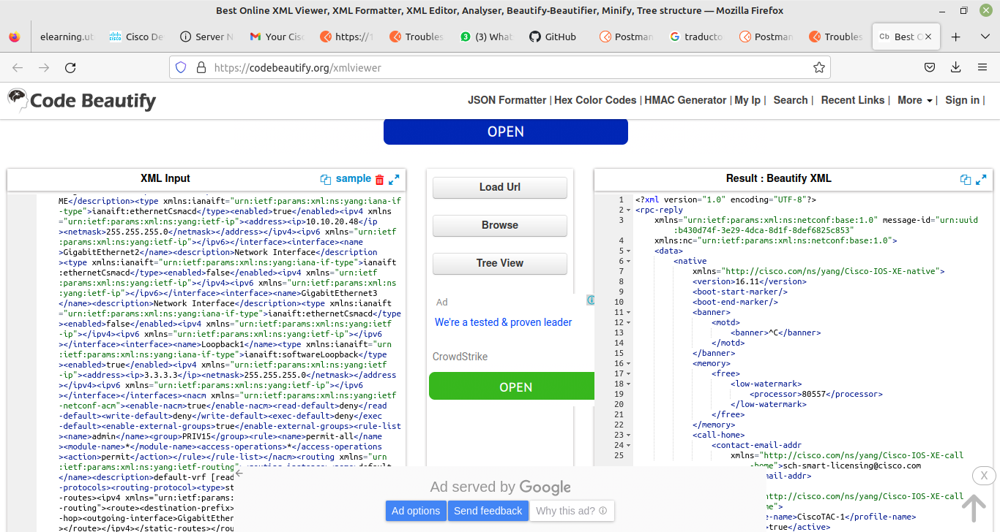 Best Online XML Viewer, XML Formatter, XML Editor, Analyser, Beautify-Beautifier, Minify, Tree structure — Mozilla Firefox
elearning.ut
Cisco De
Server N
Your Cis
https://1
Troubles
(3) What
GitHub
Postman
traducto
Postman
Troubles
Cb Best C
https://codebeautify.org/xmlviewer
Code Beautify
JSON Formatter | Hex Color Codes | HMAC Generator | My Ip | Search | Recent Links | More | Sign in |
OPEN
XML Input
sample
ME</description><type xmlns:ianaift="urn:ietf:params:xml:ns:yang:iana-if
-type">ianaift:ethernetCsmacd</type><enabled>true</enabled><ipv4 xmlns
="urn:ietf:params:xml:ns:yang:ietf-ip"><address><ip>10.10.20.48</ip
><netmask>255.255.255.0</netmask></address></ipv4><ipv6 xmlns="urn:ietf
:params:xml:ns:yang:ietf-ip"></ipv6></interface><interface><name
>GigabitEthernet2</name><description>Network Interface</description
><type xmlns:ianaift="urn:ietf:params:xml:ns:yang:iana-if-type">ianaift
:ethernetCsmacd</type><enabled>false</enabled><ipv4 xmlns="urn:ietf
:params:xml:ns:yang:ietf-ip"></ipv4><ipv6 xmlns="urn:ietf:params:xml:ns
:yang:ietf-ip"></ipv6></interface><interface><name>GigabitEthernet3
</name><description>Network Interface</description><type xmlns:ianaift
="urn:ietf:params:xml:ns:yang:iana-if-type">ianaift:ethernetCsmacd</type
><enabled>false</enabled><ipv4 xmlns="urn:ietf:params:xml:ns:yang:ietf
-ip"></ipv4><ipv6 xmlns="urn:ietf:params:xml:ns:yang:ietf-ip"></ipv6
></interface><interface><name>Loopback1</name><type xmlns:ianaift="urn
:ietf:params:xml:ns:yang:iana-if-type">ianaift:softwareLoopback</type
><enabled>true</enabled><ipv4 xmlns="urn:ietf:params:xml:ns:yang:ietf
-ip"><address><ip>3.3.3.3</ip><netmask>255.255.255.0</netmask></address
></ipv4><ipv6 xmlns="urn:ietf:params:xml:ns:yang:ietf-ip"></ipv6
></interface></interfaces><nacm xmlns="urn:ietf:params:xml:ns:yang:ietf
-netconf-acm"><enable-nacm>true</enable-nacm><read-default>deny</read
-default><write-default>deny</write-default><exec-default>deny</exec
-default><enable-external-groups>true</enable-external-groups><rule-list
><name>admin</name><group>PRIV15</group><rule><name>permit-all</name
><module-name>*</module-name><access-operations>*</access-operations
><action>permit</action></rule></rule-list></nacm><routing xmlns="urn
:ietf:params:xml:ns:yang:ietf-routing"><routing-instance><name>default
</name><description>default-vrf [read
-protocols><routing-protocol><type>st
-routes><ipv4 xmlns="urn:ietf:params:
-routing"><route><destination-prefix>
-hop><outgoing-interface>GigabitEther
></route></ipv4></static-routes></rou
Load Url
Browse
Tree View
Ad
We're a tested & proven leader
CrowdStrike
OPEN
Result : Beautify XML
1 <?xml version="1.0" encoding="UTF-8"?>
2 <rpc-reply
3 xmlns="urn:ietf:params:xml:ns:netconf:base:1.0" message-id="urn:uuid
:b430d74f-3e29-4dca-8d1f-8def6825c853"
4 xmlns:nc="urn:ietf:params:xml:ns:netconf:base:1.0">
5 <data>
6 <native
7 xmlns="http://cisco.com/ns/yang/Cisco-IOS-XE-native">
8 <version>16.11</version>
9 <boot-start-marker/>
10 <boot-end-marker/>
11 <banner>
12 <motd>
13 <banner>^C</banner>
14 </motd>
15 </banner>
16 <memory>
17 <free>
18 <low-watermark>
19 <processor>80557</processor>
20 </low-watermark>
21 </free>
22 </memory>
23 <call-home>
24 <contact-email-addr
25 xmlns="http://cisco.com/ns/yang/Cisco-IOS-XE-call
-home">sch-smart-licensing@cisco.com
mail-addr>
ttp://cisco.com/ns/yang/Cisco-IOS-XE-call
me">
le-name>CiscoTAC-1</profile-name>
>true</active>
X
Ad served by Google
Ad options
Send feedback
Why this ad?